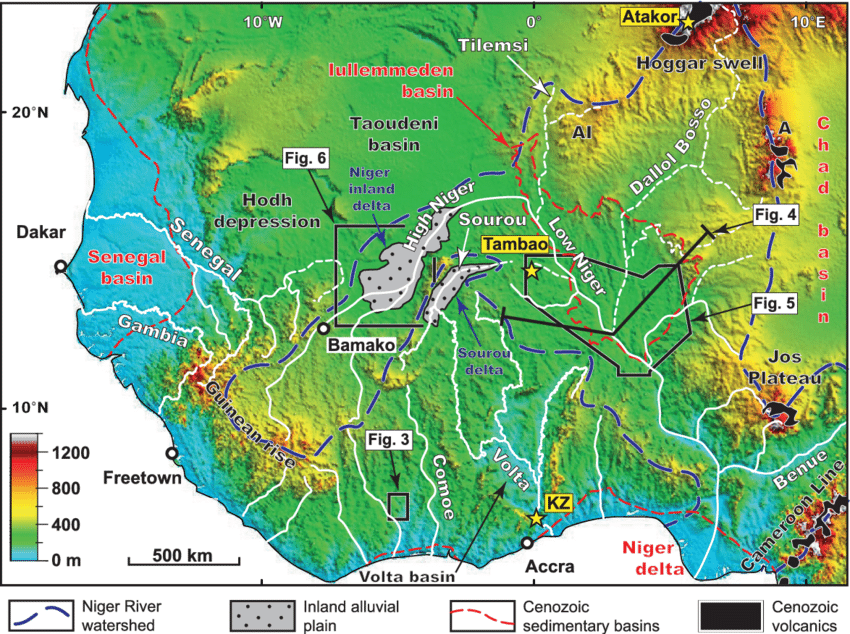 10°W
0°
10°E
Atakor
Tilemsi
Hoggar swell
Iullemmeden
basin
20°N
Taoudeni
basin
AI
A
Chad basin
Dallol Bosso
Fig. 6
Niger
inland
delta
High Niger
Hodh
depression
Sourou
Fig. 4
Dakar
Senegal
Tambao
Low Niger
Senegal
basin
Fig. 5
Gambia
Bamako
Sourou
delta
Jos
Plateau
10°N
Guinean rise
Fig. 3
1200
800
400
0 m
Comoe
Volta
Benue
Freetown
KZ
Cameroon Line
500 km
Niger
delta
Volta basin
Accra
Niger River
watershed
Inland alluvial
plain
Cenozoic
sedimentary basins
Cenozoic
volcanics